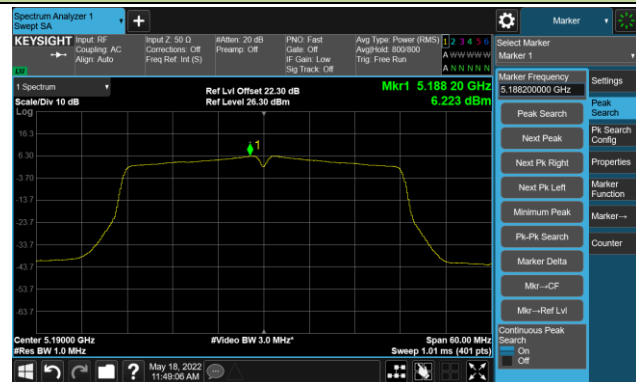 Spectrum Analyzer 1
Swept SA
Marker
KEYSIGHT
Input: RF
Coupling: AC
Align: Auto
Input Z: 50 Ω
Corrections: Off
Freq Ref: Int (S)
#Atten: 20 dB
Preamp: Off
PNO: Fast
Gate: Off
IF Gain: Low
Sig Track: Off
Avg Type: Power (RMS)
Avg|Hold: 800/800
Trig: Free Run
1 2 3 4 5 6
A W W W W W
A N N N N N
Select Marker
Marker 1
1 Spectrum
Scale/Div 10 dB
Log
Ref Lvl Offset 22.30 dB
Ref Level 26.30 dBm
Mkr1 5.188 20 GHz
6.223 dBm
1
16.3
6.30
-3.70
-13.7
-23.7
-33.7
-43.7
-53.7
-63.7
Center 5.19000 GHz
#Res BW 1.0 MHz
#Video BW 3.0 MHz*
Span 60.00 MHz
Sweep 1.01 ms (401 pts)
Marker Frequency
5.188200000 GHz
Peak Search
Next Peak
Next Pk Right
Next Pk Left
Minimum Peak
Pk-Pk Search
Marker Delta
Mkr→CF
Mkr→Ref Lvl
Continuous Peak
Search
On
Off
Settings
Peak
Search
Pk Search
Config
Properties
Marker
Function
Marker→
Counter
May 18, 2022
11:49:06 AM